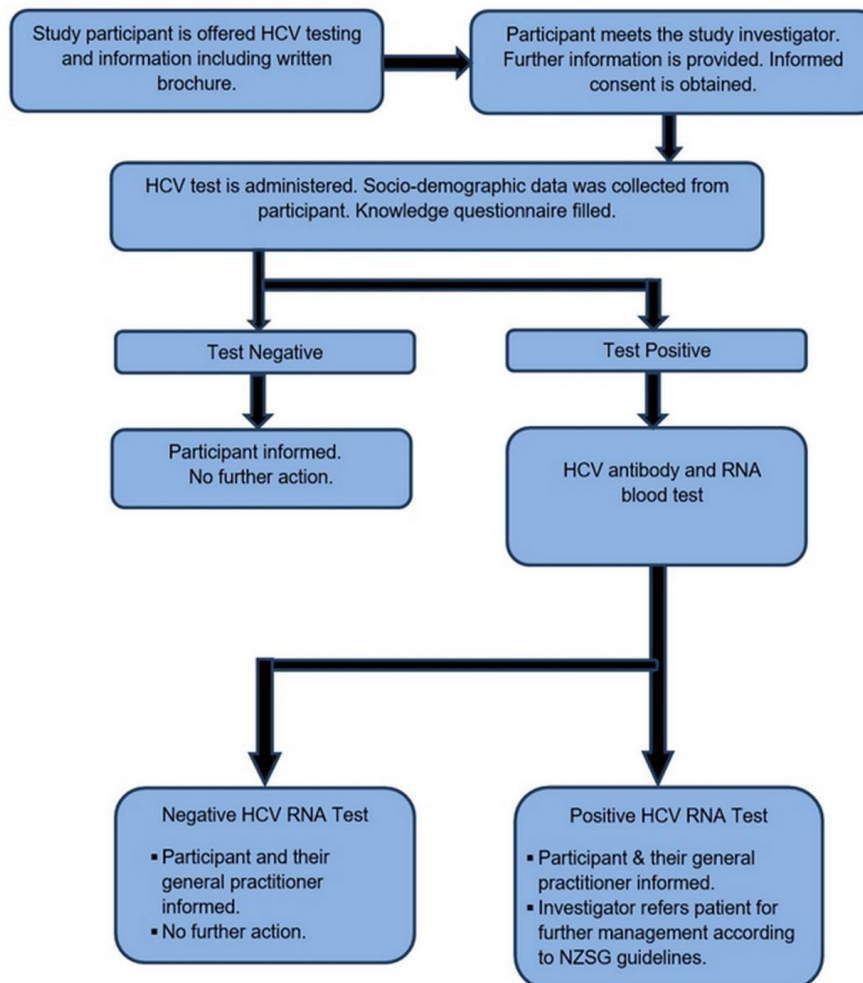 Study participant is offered HCV testing
and information including written
brochure.
Participant meets the study investigator.
Further information is provided. Informed
consent is obtained.
HCV test is administered. Socio-demographic data was collected from
participant. Knowledge questionnaire filled.
Test Negative
Test Positive
Participant informed.
No further action.
HCV antibody and RNA
blood test
Negative HCV RNA Test
▪ Participant and their
general practitioner
informed.
▪ No further action.
Positive HCV RNA Test
▪ Participant & their general
practitioner informed.
▪ Investigator refers patient for
further management according
to NZSG guidelines.